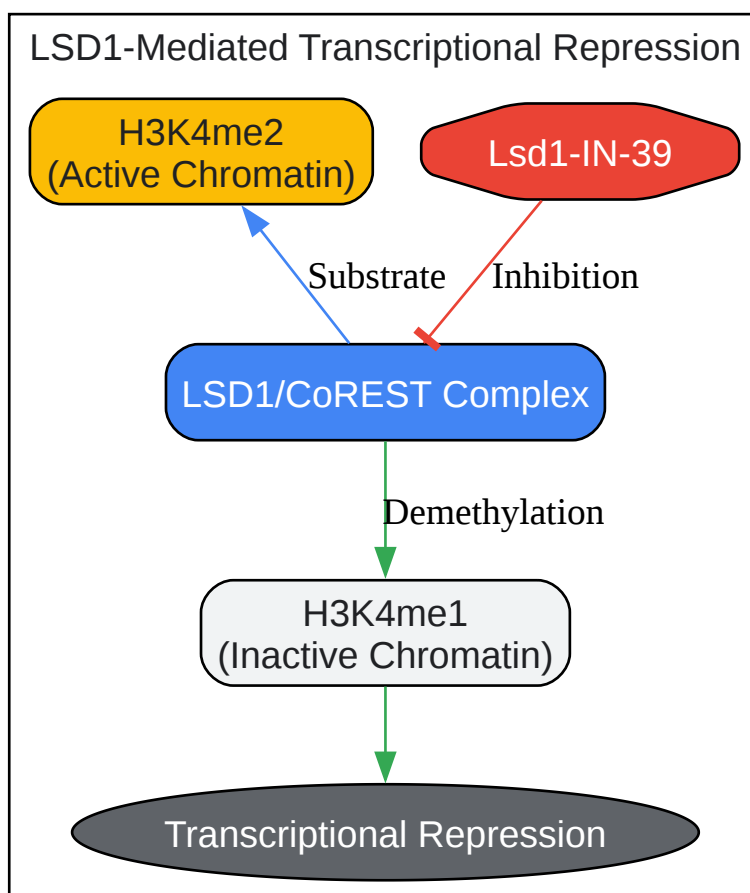 LSD1-Mediated Transcriptional Repression
H3K4me2
(Active Chromatin)
Lsd1-IN-39
Substrate
Inhibition
LSD1/CoREST Complex
Demethylation
H3K4me1
(Inactive Chromatin)
Transcriptional Repression